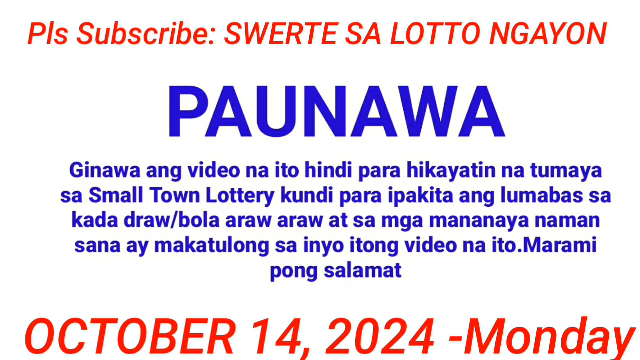 Pls Subscribe: SWERTE SA LOTTO NGAYON
PAUNAWA
Ginawa ang video na ito hindi para hikayatin na tumaya
sa Small Town Lottery kundi para ipakita ang lumabas sa
kada draw/bola araw araw at sa mga mananaya naman
sana ay makatulong sa inyo itong video na ito.Marami
pong salamat
OCTOBER 14, 2024 -Monday